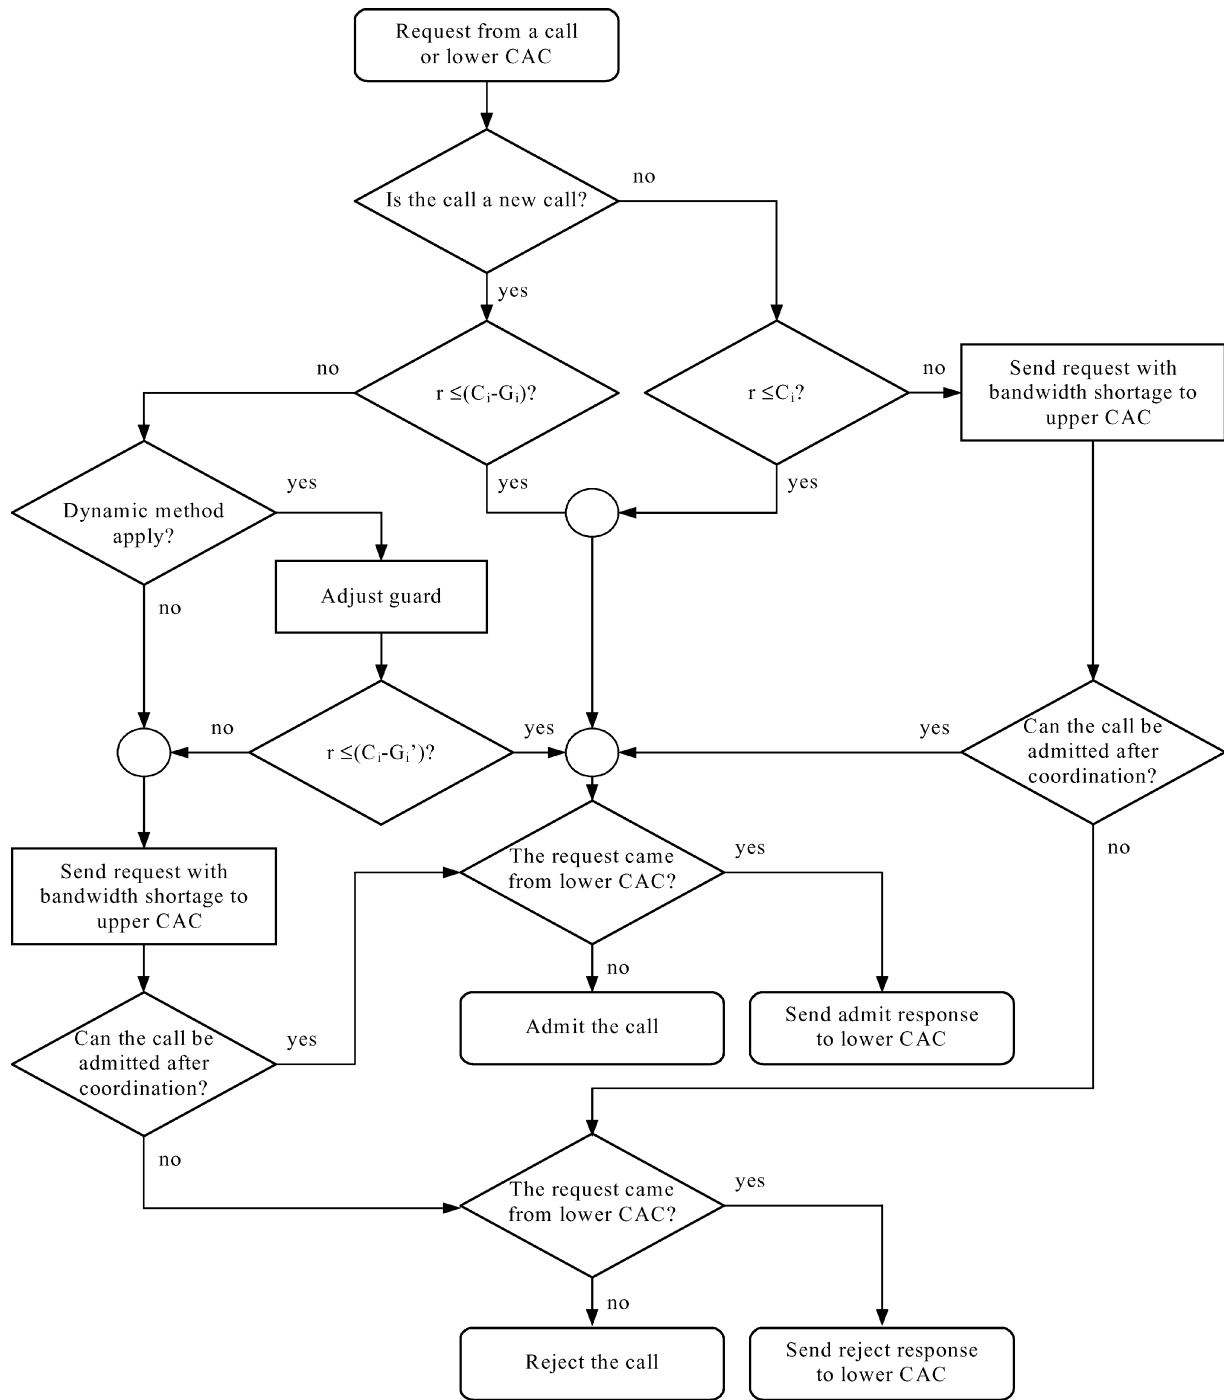 Request from a call
or lower CAC
Is the call a new call?
no
yes
r ≤(Cᵢ-Gᵢ)?
no
yes
r ≤Cᵢ?
no
yes
Send request with
bandwidth shortage to
upper CAC
Dynamic method
apply?
yes
no
Adjust guard
r ≤(Cᵢ-Gᵢ’)?
no
yes
Can the call be
admitted after
coordination?
yes
no
Send request with
bandwidth shortage to
upper CAC
The request came
from lower CAC?
yes
no
Admit the call
Send admit response
to lower CAC
Can the call be
admitted after
coordination?
yes
no
The request came
from lower CAC?
yes
no
Reject the call
Send reject response
to lower CAC